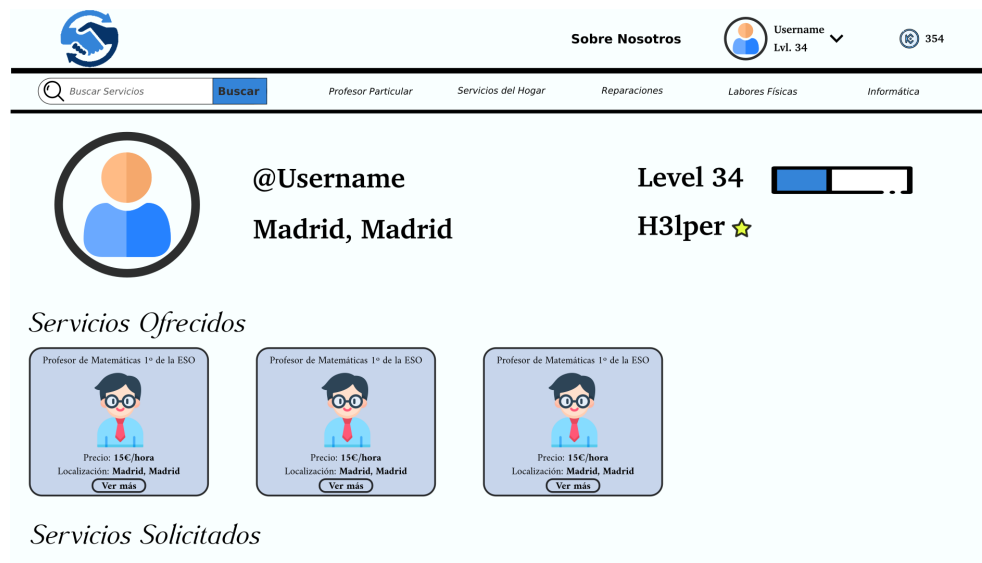 Sobre Nosotros
Username
Lvl. 34
354
Buscar Servicios
Buscar
Profesor Particular
Servicios del Hogar
Reparaciones
Labores Físicas
Informática
@Username
Madrid, Madrid
Level 34
H3lper
Servicios Ofrecidos
Profesor de Matemáticas 1º de la ESO
Precio: 15€/hora
Localización: Madrid, Madrid
Ver más
Profesor de Matemáticas 1º de la ESO
Precio: 15€/hora
Localización: Madrid, Madrid
Ver más
Profesor de Matemáticas 1º de la ESO
Precio: 15€/hora
Localización: Madrid, Madrid
Ver más
Servicios Solicitados